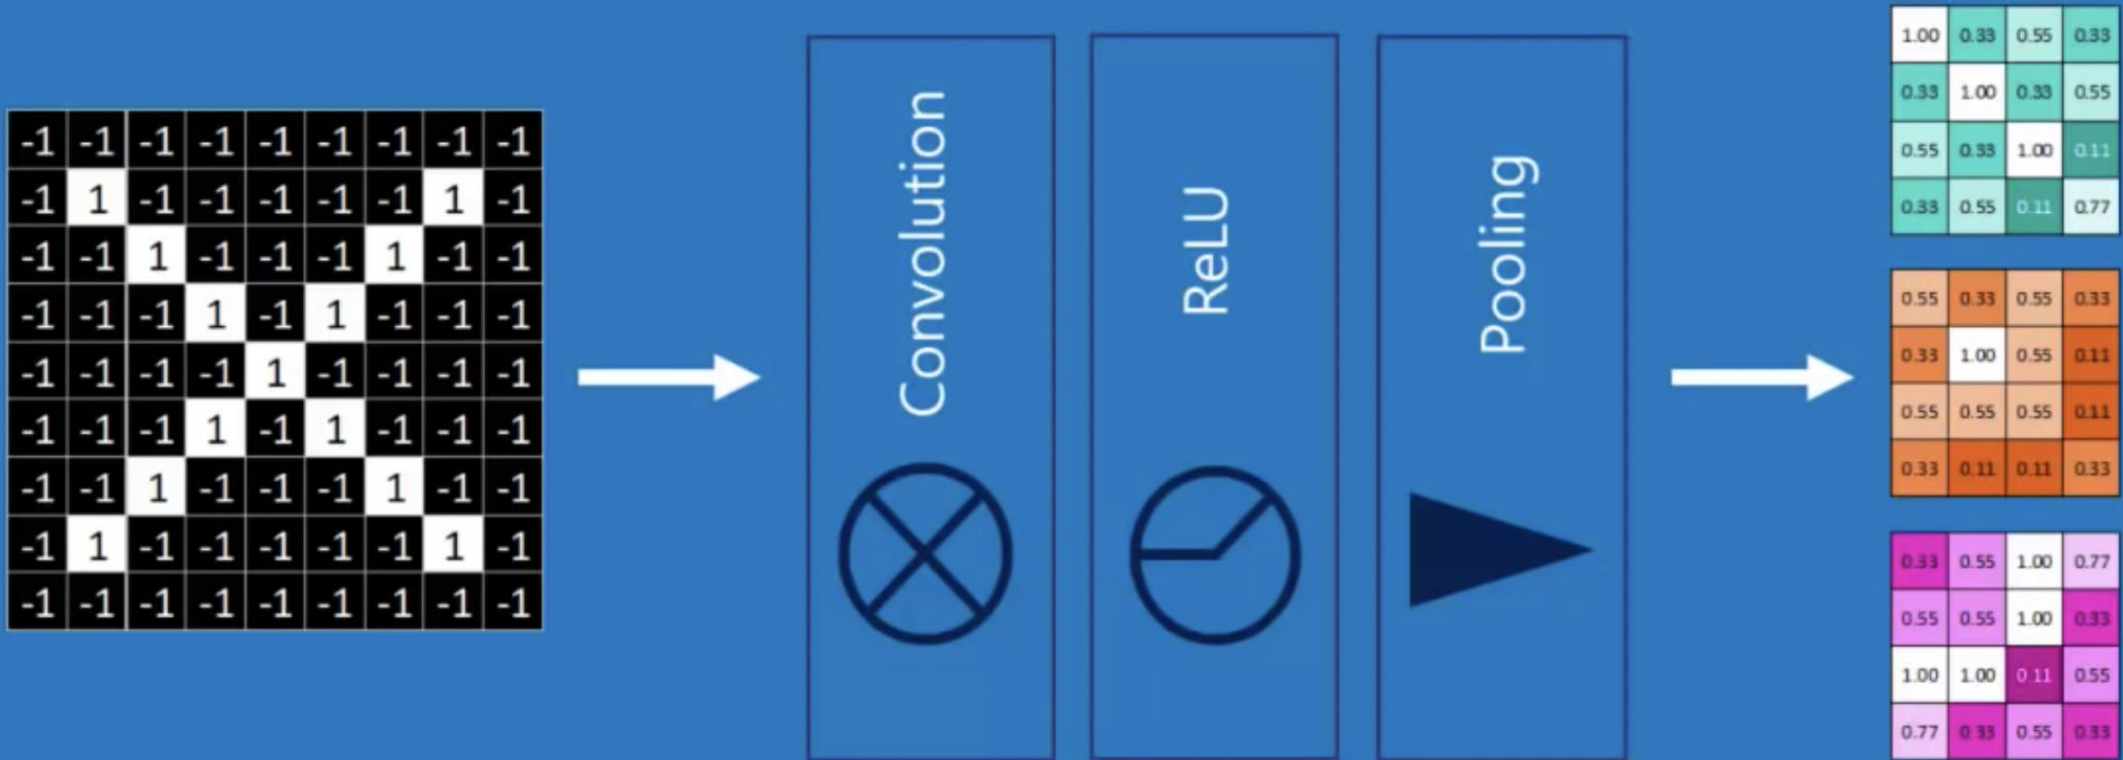 -1 -1 -1 -1 -1 -1 -1 -1 -1
-1 1 -1 -1 -1 -1 -1 1 -1
-1 -1 1 -1 -1 -1 1 -1 -1
-1 -1 -1 1 -1 1 -1 -1 -1
-1 -1 -1 -1 1 -1 -1 -1 -1
-1 -1 -1 1 -1 1 -1 -1 -1
-1 -1 1 -1 -1 -1 1 -1 -1
-1 1 -1 -1 -1 -1 -1 1 -1
-1 -1 -1 -1 -1 -1 -1 -1 -1
Convolution
ReLU
Pooling
1.00 0.33 0.55 0.33
0.33 1.00 0.33 0.55
0.55 0.33 1.00 0.11
0.33 0.55 0.11 0.77
0.55 0.33 0.55 0.33
0.33 1.00 0.55 0.11
0.55 0.55 0.55 0.11
0.33 0.11 0.11 0.33
0.33 0.55 1.00 0.77
0.55 0.55 1.00 0.33
1.00 1.00 0.11 0.55
0.77 0.33 0.55 0.33